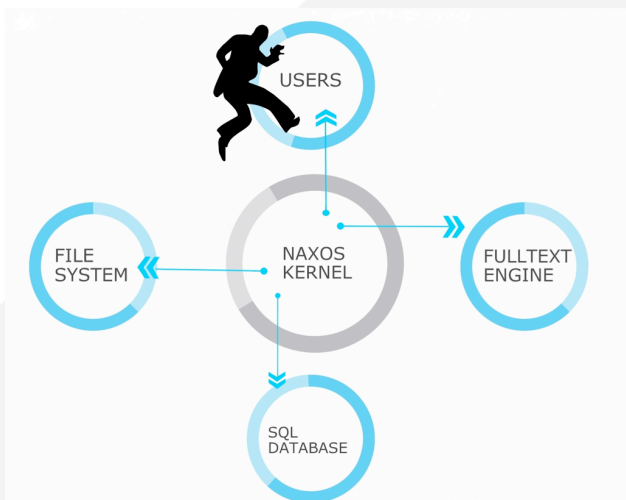 USERS
FILE
SYSTEM
NAXOS
KERNEL
FULLTEXT
ENGINE
SQL
DATABASE